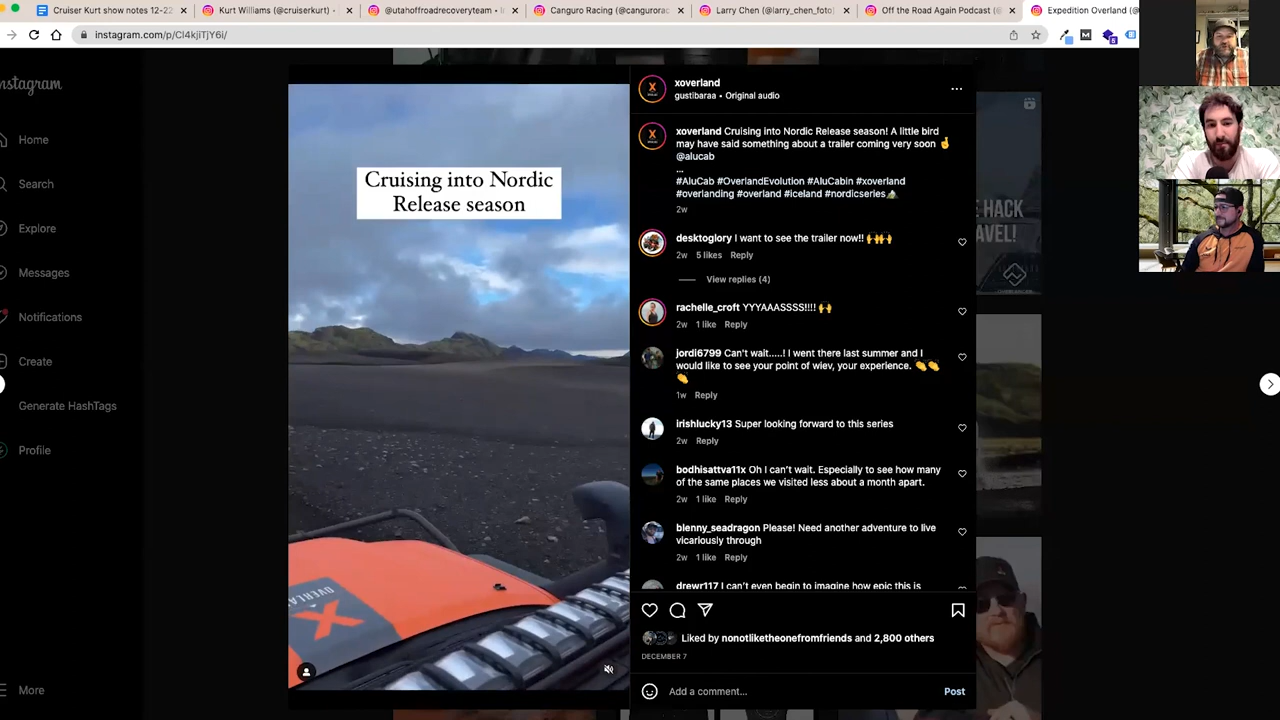 Cruiser Kurt show notes 12-22
Kurt Williams (@cruiserkurt) •
@utahoffroadrecoveryteam • In
Canguro Racing (@cangurorac
Larry Chen (@larry_chen_foto)
Off the Road Again Podcast (@
Expedition Overland (@
instagram.com/p/Cl4kjiTjY6i/
nstagram
Home
Search
Explore
Messages
Notifications
Create
Generate HashTags
Profile
More
Cruising into Nordic
Release season
OVERLAND
X
xoverland
gustibaraa • Original audio
xoverland Cruising into Nordic Release season! A little bird
may have said something about a trailer coming very soon 🤞
@alucab
...
#AluCab #OverlandEvolution #AluCabin #xoverland
#overlanding #overland #iceland #nordicseries⛰️
2w
desktoglory I want to see the trailer now!! 🙌🙌
2w 5 likes Reply
View replies (4)
rachelle_croft YYYAAASSSS!!!! 🙌
2w 1 like Reply
jordi6799 Can't wait.....! I went there last summer and I
would like to see your point of wiev, your experience. 👏👏
👏
1w Reply
irishlucky13 Super looking forward to this series
2w Reply
bodhisattva11x Oh I can't wait. Especially to see how many
of the same places we visited less about a month apart.
2w 1 like Reply
blenny_seadragon Please! Need another adventure to live
vicariously through
2w 1 like Reply
drewr117 I can't even begin to imagine how epic this is
Liked by nonotliketheonefromfriends and 2,800 others
DECEMBER 7
Add a comment...
Post
HACK
AVEL!